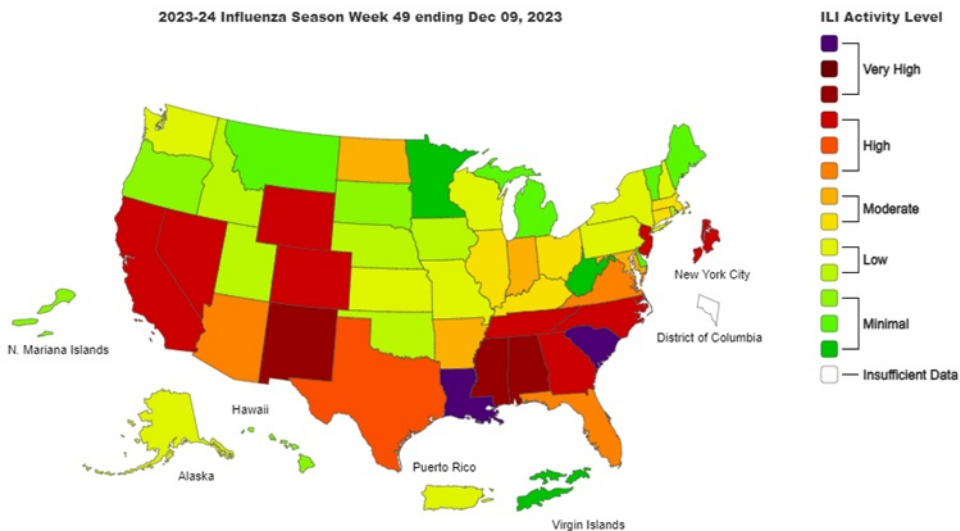 2023-24 Influenza Season Week 49 ending Dec 09, 2023
ILI Activity Level
Very High
High
Moderate
Low
Minimal
Insufficient Data
New York City
District of Columbia
N. Mariana Islands
Hawaii
Alaska
Puerto Rico
Virgin Islands